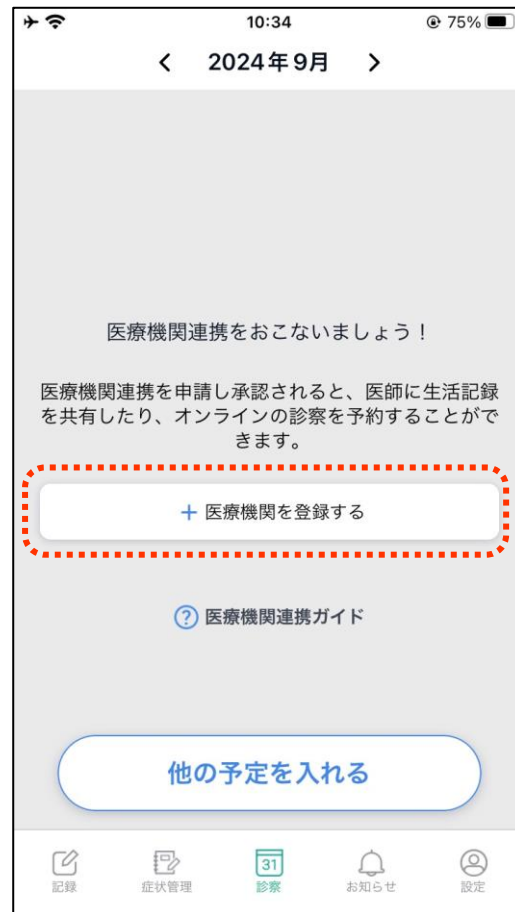 10:34
75%
< 2024年9月 >
医療機関連携をおこないましょう！
医療機関連携を申請し承認されると、医師に生活記録
を共有したり、オンラインの診察を予約することがで
きます。
+ 医療機関を登録する
? 医療機関連携ガイド
他の予定を入れる
31
記録 症状管理 診察 お知らせ 設定